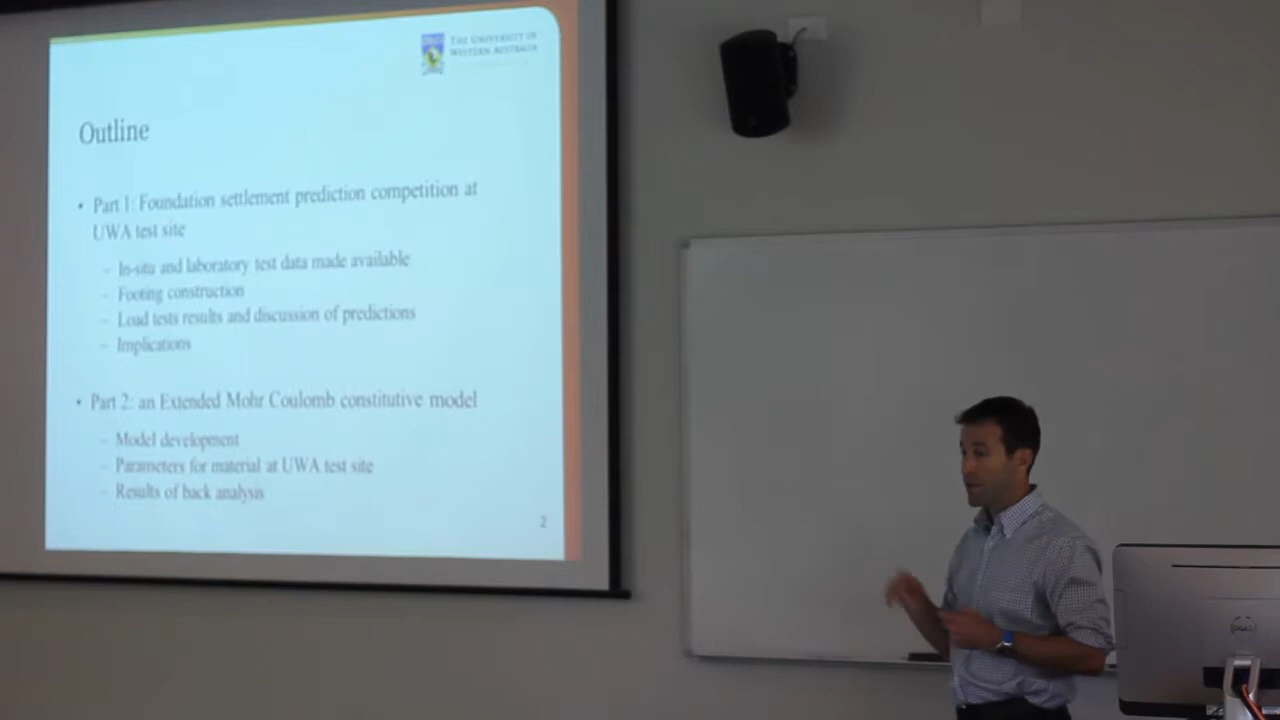 THE UNIVERSITY OF
WESTERN AUSTRALIA
Outline
• Part 1: Foundation settlement prediction competition at
UWA test site
– In-situ and laboratory test data made available
– Footing construction
– Load tests results and discussion of predictions
– Implications
• Part 2: an Extended Mohr Coulomb constitutive model
– Model development
– Parameters for material at UWA test site
– Results of back analysis
2
DELL